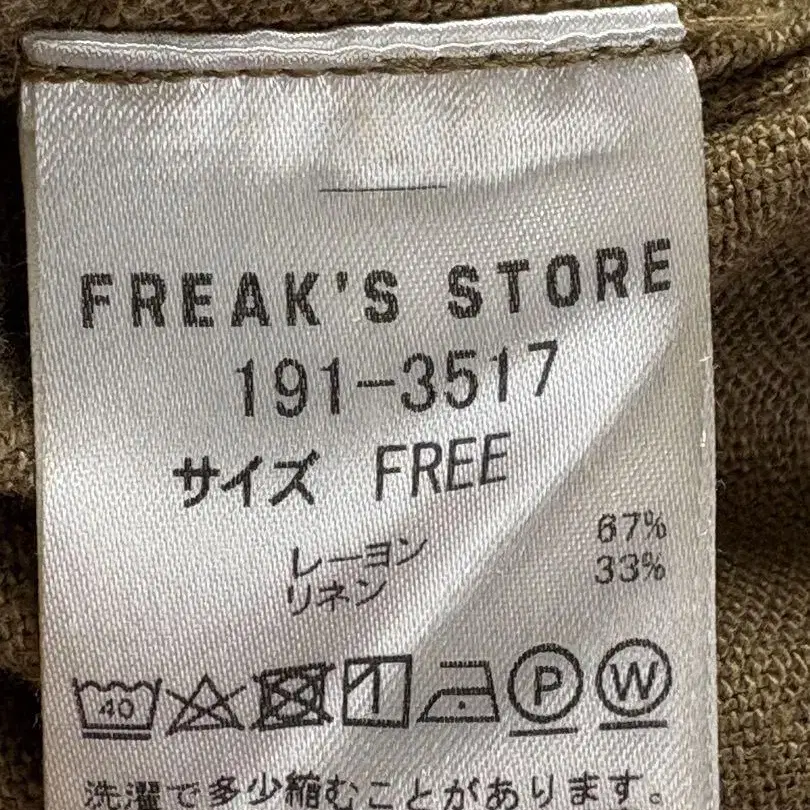 FREAK'S STORE
191-3517
サイズ FREE
レーヨン 67%
リネン 33%
40 P W
洗濯で多少縮むことがあります。